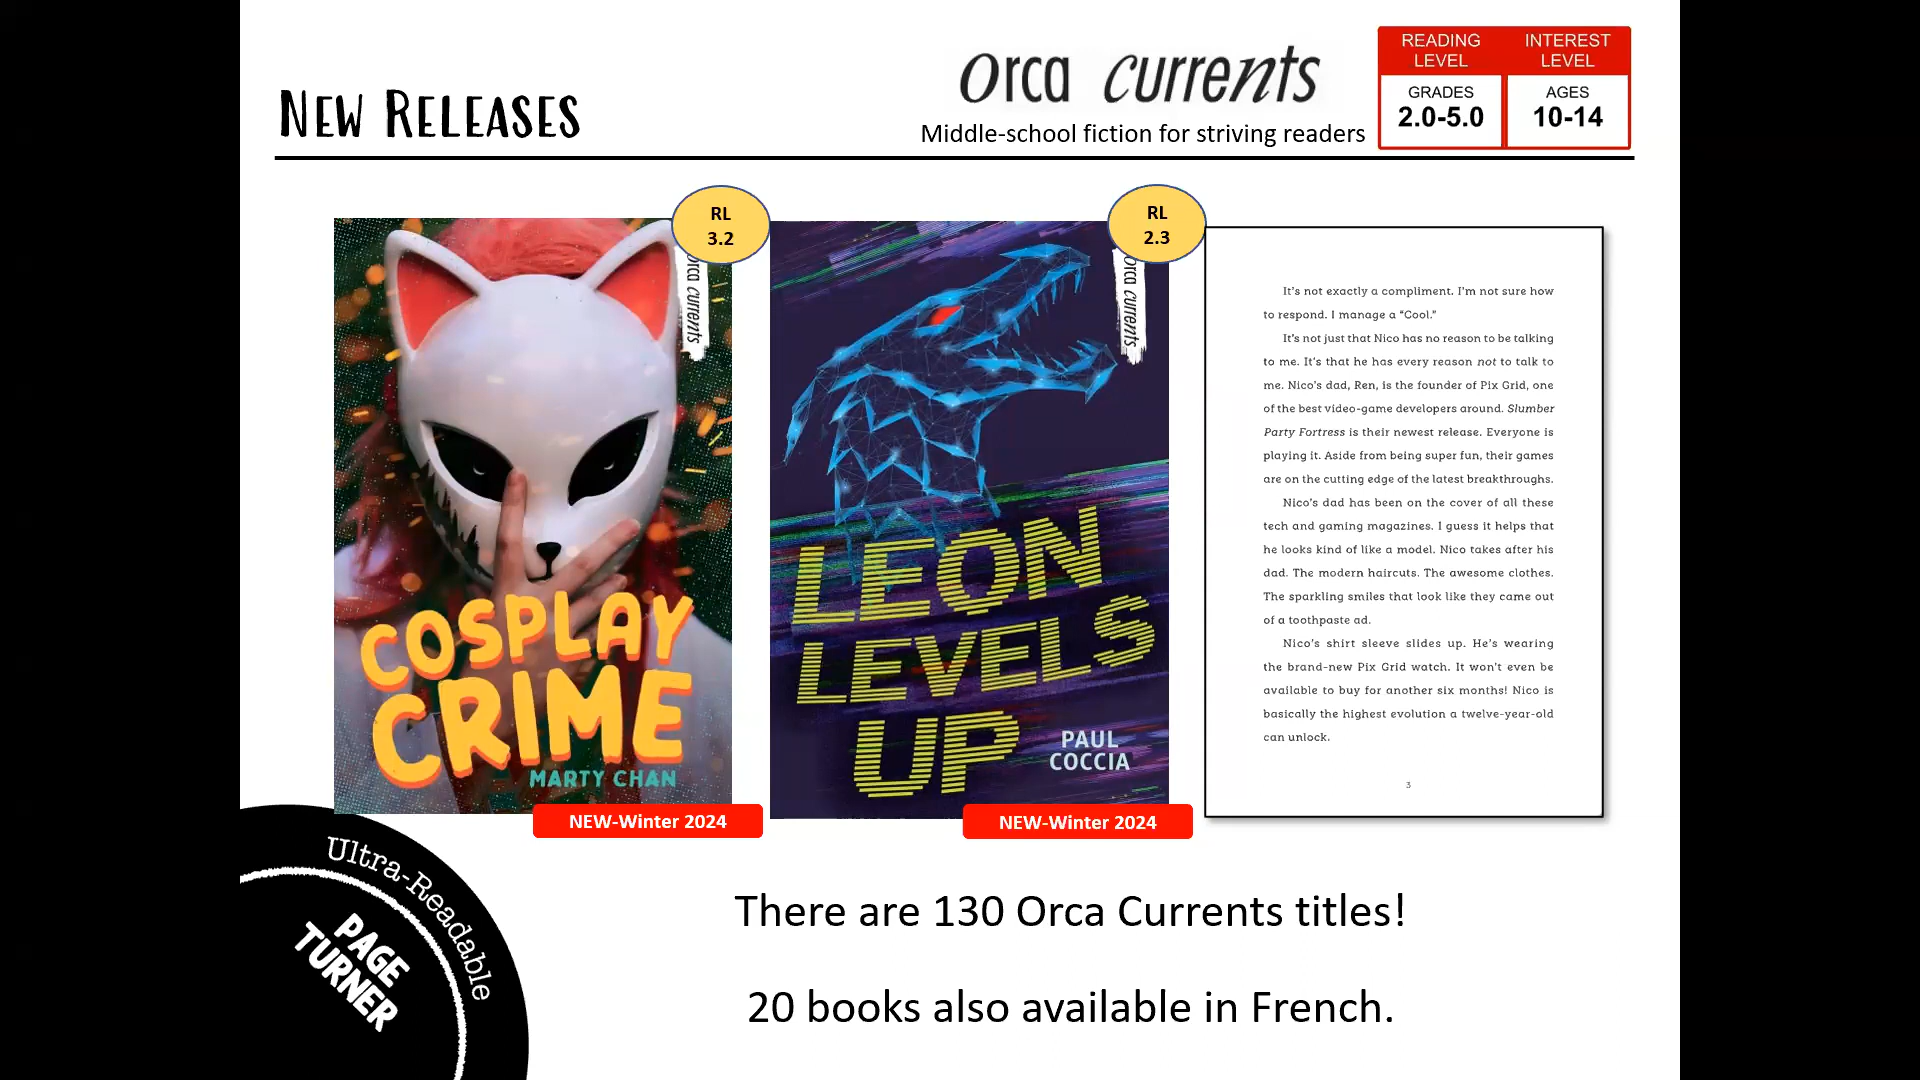 NEW RELEASES
orca currents
Middle-school fiction for striving readers
READING
LEVEL
GRADES
2.0-5.0
INTEREST
LEVEL
AGES
10-14
RL
3.2
orca currents
COSPLAY
CRIME
MARTY CHAN
NEW-Winter 2024
RL
2.3
orca currents
LEON
LEVELS
UP
PAUL
COCCIA
NEW-Winter 2024
It's not exactly a compliment. I'm not sure how
to respond. I manage a “Cool.”
It's not just that Nico has no reason to be talking
to me. It's that he has every reason not to talk to
me. Nico's dad, Ren, is the founder of Pix Grid, one
of the best video-game developers around. Slumber
Party Fortress is their newest release. Everyone is
playing it. Aside from being super fun, their games
are on the cutting edge of the latest breakthroughs.
Nico's dad has been on the cover of all these
tech and gaming magazines. I guess it helps that
he looks kind of like a model. Nico takes after his
dad. The modern haircuts. The awesome clothes.
The sparkling smiles that look like they came out
of a toothpaste ad.
Nico's shirt sleeve slides up. He's wearing
the brand-new Pix Grid watch. It won't even be
available to buy for another six months! Nico is
basically the highest evolution a twelve-year-old
can unlock.
3
Ultra-Readable
PAGE
TURNER
There are 130 Orca Currents titles!
20 books also available in French.